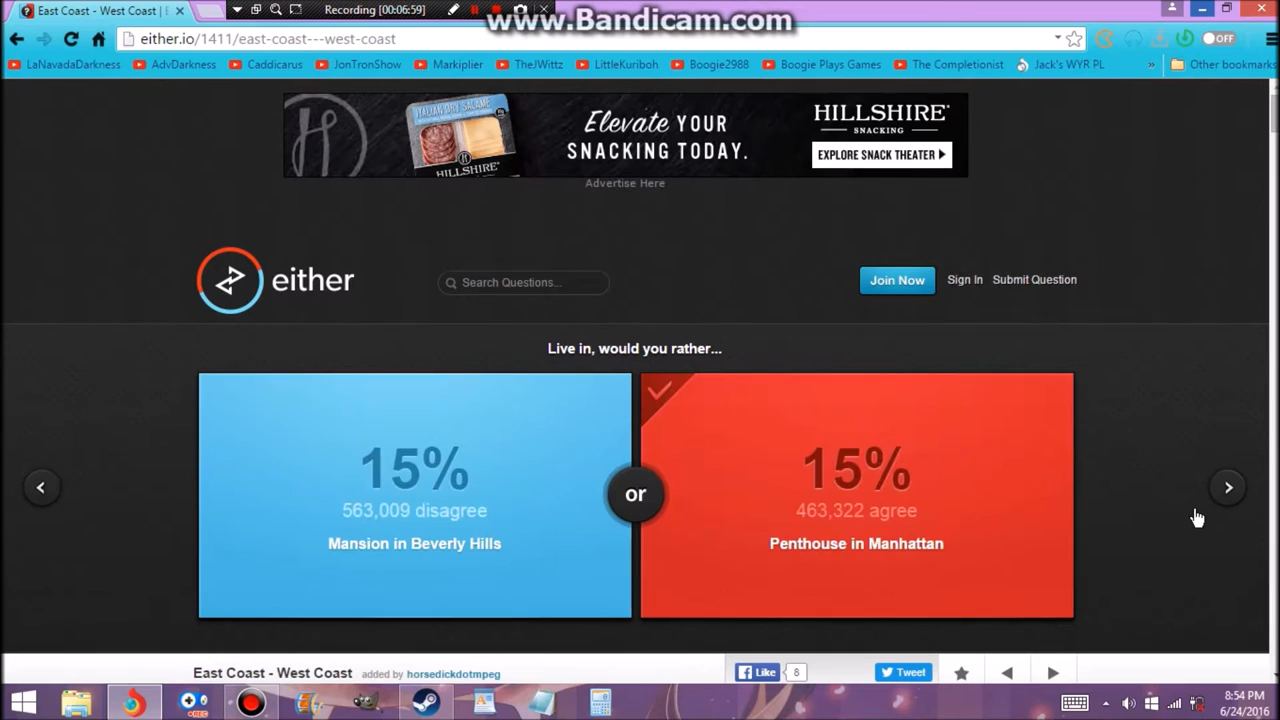 East Coast - West Coast | E
Recording [00:06:59]
www.Bandicam.com
either.io/1411/east-coast---west-coast
OFF
LaNavadaDarkness
AdvDarkness
Caddicarus
JonTronShow
Markiplier
TheJWittz
LittleKuriboh
Boogie2988
Boogie Plays Games
The Completionist
Jack's WYR PL
»
Other bookmarks
ITALIAN DRY SALAME
HILLSHIRE
Elevate YOUR
SNACKING TODAY.
HILLSHIRE®
SNACKING
EXPLORE SNACK THEATER
Advertise Here
either
Search Questions...
Join Now
Sign In
Submit Question
Live in, would you rather...
15%
563,009 disagree
Mansion in Beverly Hills
or
15%
463,322 agree
Penthouse in Manhattan
East Coast - West Coast
added by horsedickdotmpeg
Like
8
Tweet
8:54 PM
6/24/2016